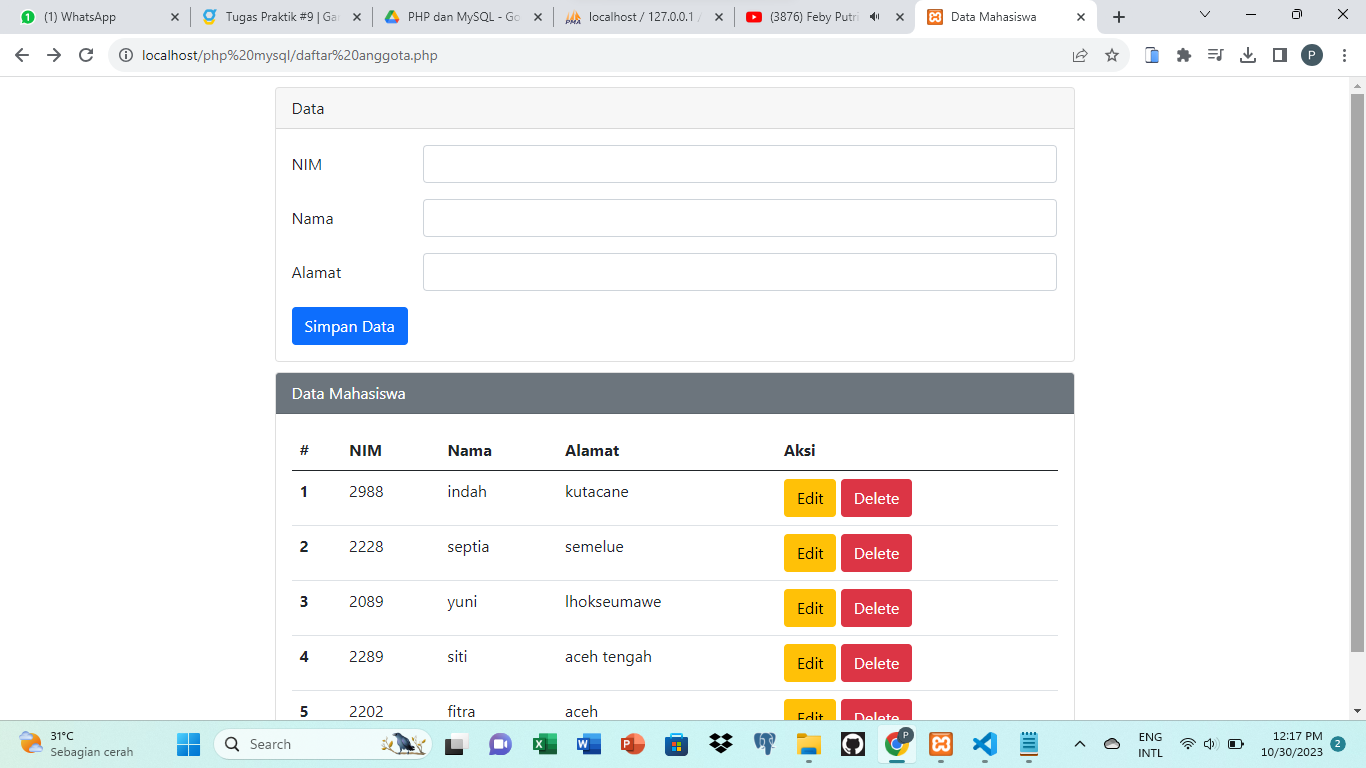 (1) WhatsApp
Tugas Praktik #9 | Gar
PHP dan MySQL - Go
localhost / 127.0.0.1 /
(3876) Feby Putri
Data Mahasiswa
localhost/php%20mysql/daftar%20anggota.php
P
Data
NIM
Nama
Alamat
Simpan Data
Data Mahasiswa
# NIM Nama Alamat Aksi
1 2988 indah kutacane Edit Delete
2 2228 septia semelue Edit Delete
3 2089 yuni lhokseumawe Edit Delete
4 2289 siti aceh tengah Edit Delete
5 2202 fitra aceh Edit Delete
31°C
Sebagian cerah
Search
P
ENG
INTL
12:17 PM
10/30/2023
2